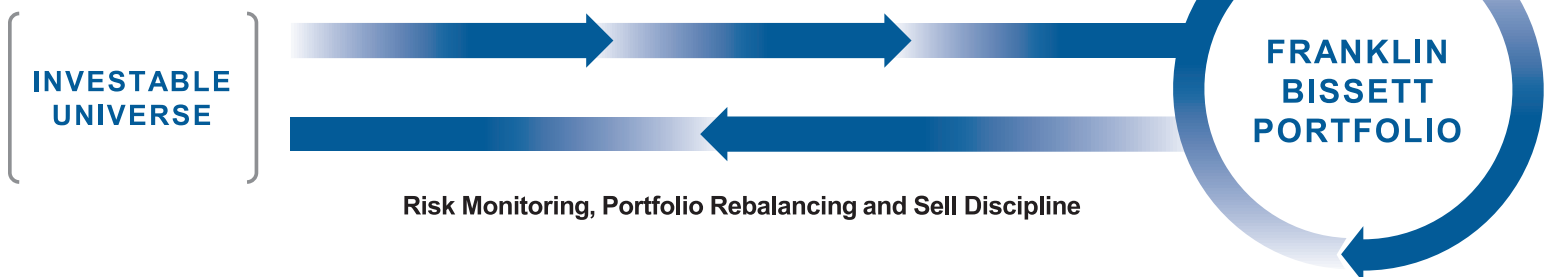 INVESTABLE
UNIVERSE
FRANKLIN
BISSETT
PORTFOLIO
Risk Monitoring, Portfolio Rebalancing and Sell Discipline